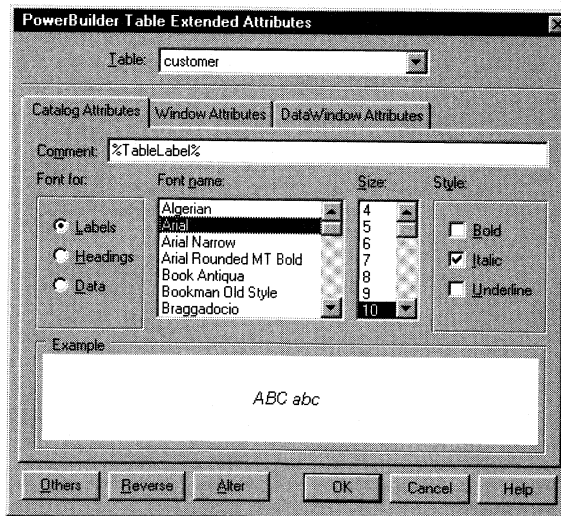 PowerBuilder Table Extended Attributes
Table: customer
Catalog Attributes Window Attributes DataWindow Attributes
Comment: %TableLabel%
Font for: Font name: Size: Style:
Labels
Headings
Data
Algerian
Arial
Arial Narrow
Arial Rounded MT Bold
Book Antiqua
Bookman Old Style
Braggadocio
4
5
6
7
8
9
10
Bold
Italic
Underline
Example
ABC abc
Others Reverse Alter OK Cancel Help